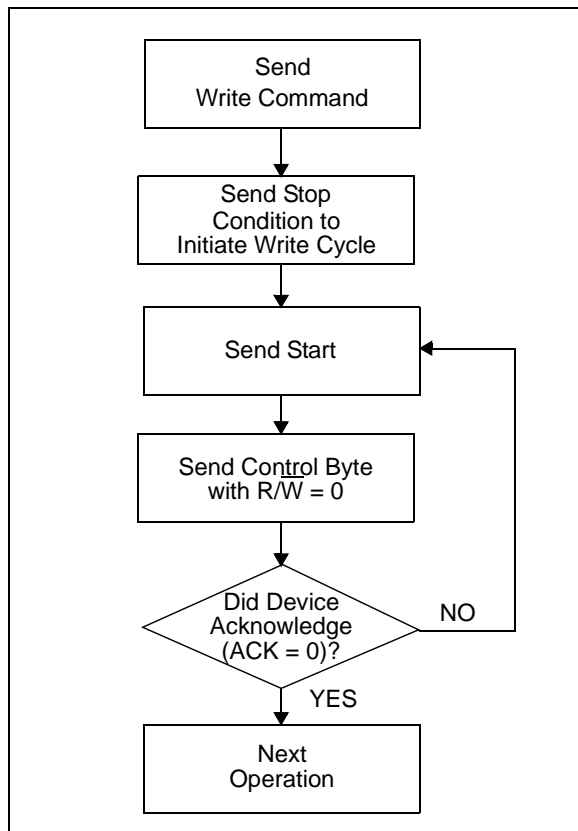 Send
Write Command
Send Stop
Condition to
Initiate Write Cycle
Send Start
Send Control Byte
with R/W̅ = 0
Did Device
Acknowledge
(ACK = 0)?
NO
YES
Next
Operation